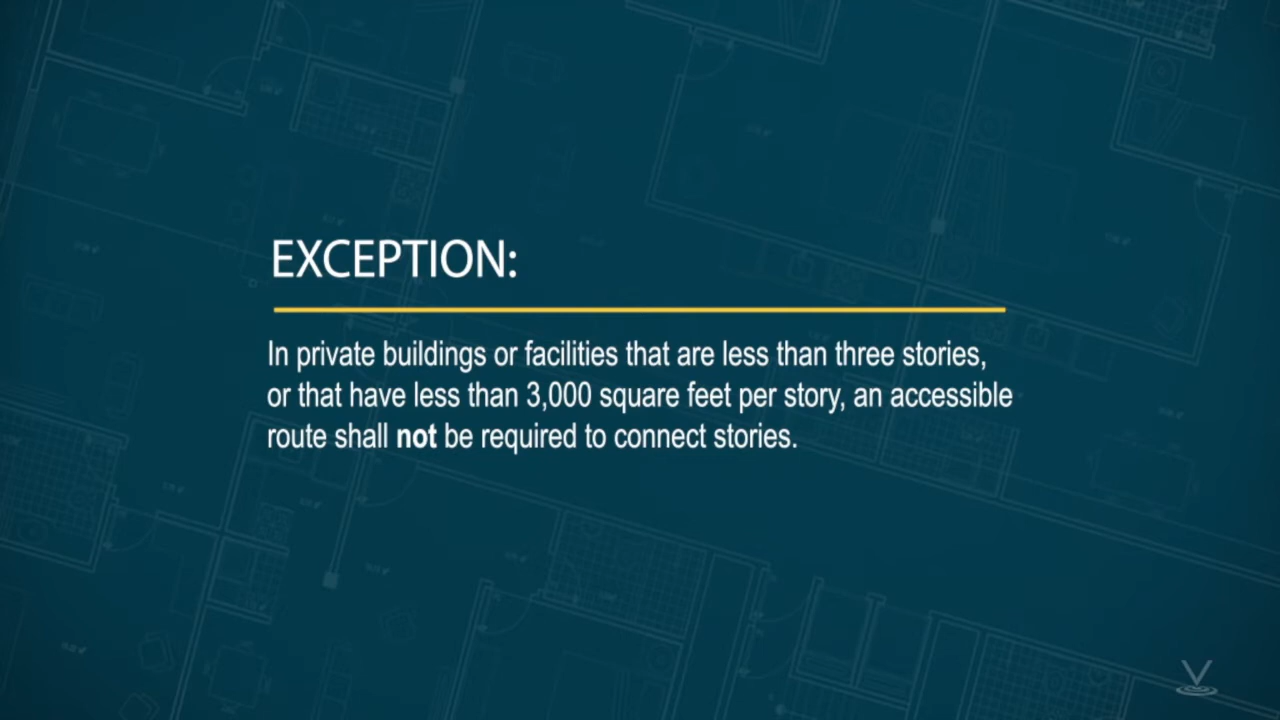 EXCEPTION:
In private buildings or facilities that are less than three stories,
or that have less than 3,000 square feet per story, an accessible
route shall not be required to connect stories.
V